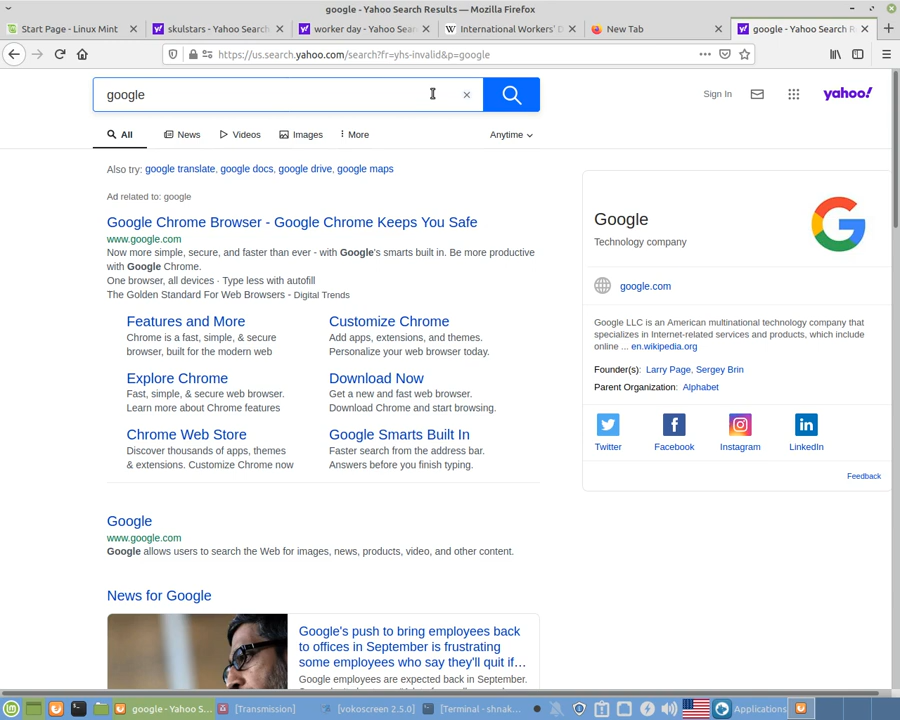 google - Yahoo Search Results — Mozilla Firefox
Start Page - Linux Mint
skulstars - Yahoo Search
worker day - Yahoo Sear
International Workers' D
New Tab
google - Yahoo Search R
https://us.search.yahoo.com/search?fr=yhs-invalid&p=google
google
Sign In
yahoo!
All
News
Videos
Images
More
Anytime
Also try: google translate, google docs, google drive, google maps
Ad related to: google
Google Chrome Browser - Google Chrome Keeps You Safe
www.google.com
Now more simple, secure, and faster than ever - with Google's smarts built in. Be more productive
with Google Chrome.
One browser, all devices · Type less with autofill
The Golden Standard For Web Browsers - Digital Trends
Features and More
Chrome is a fast, simple, & secure
browser, built for the modern web
Customize Chrome
Add apps, extensions, and themes.
Personalize your web browser today.
Explore Chrome
Fast, simple, & secure web browser.
Learn more about Chrome features
Download Now
Get a new and fast web browser.
Download Chrome and start browsing.
Chrome Web Store
Discover thousands of apps, themes
& extensions. Customize Chrome now
Google Smarts Built In
Faster search from the address bar.
Answers before you finish typing.
Google
www.google.com
Google allows users to search the Web for images, news, products, video, and other content.
News for Google
Google's push to bring employees back
to offices in September is frustrating
some employees who say they'll quit if…
Google employees are expected back in September.
Google
Technology company
google.com
Google LLC is an American multinational technology company that
specializes in Internet-related services and products, which include
online ... en.wikipedia.org
Founder(s): Larry Page, Sergey Brin
Parent Organization: Alphabet
Twitter
Facebook
Instagram
LinkedIn
Feedback
google - Yahoo S...
[Transmission]
[vokoscreen 2.5.0]
[Terminal - shnak...
Applications